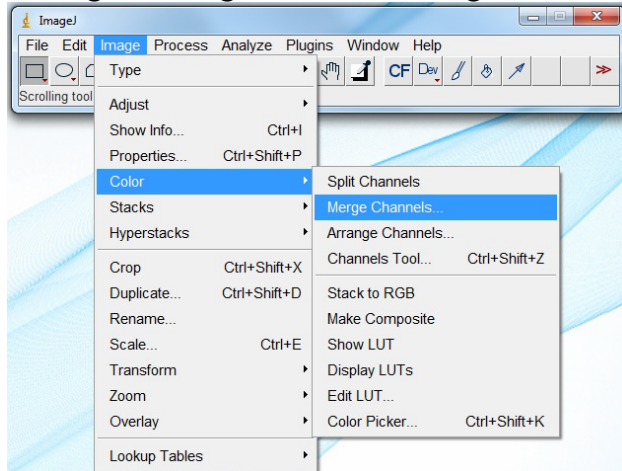 ImageJ
File Edit Image Process Analyze Plugins Window Help
CF Dev
Scrolling tool
Type
Adjust
Show Info... Ctrl+I
Properties... Ctrl+Shift+P
Color
Stacks
Hyperstacks
Crop Ctrl+Shift+X
Duplicate... Ctrl+Shift+D
Rename...
Scale... Ctrl+E
Transform
Zoom
Overlay
Lookup Tables
Split Channels
Merge Channels...
Arrange Channels...
Channels Tool... Ctrl+Shift+Z
Stack to RGB
Make Composite
Show LUT
Display LUTs
Edit LUT...
Color Picker... Ctrl+Shift+K